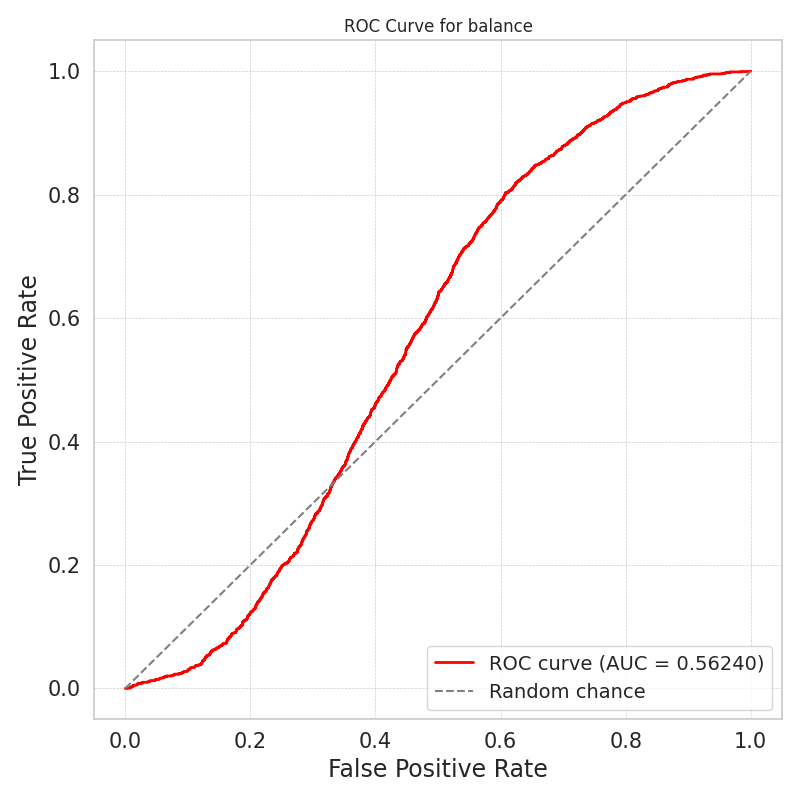 ROC Curve for balance
1.0
0.8
0.6
0.4
0.2
0.0
True Positive Rate
ROC curve (AUC = 0.56240)
Random chance
0.0 0.2 0.4 0.6 0.8 1.0
False Positive Rate